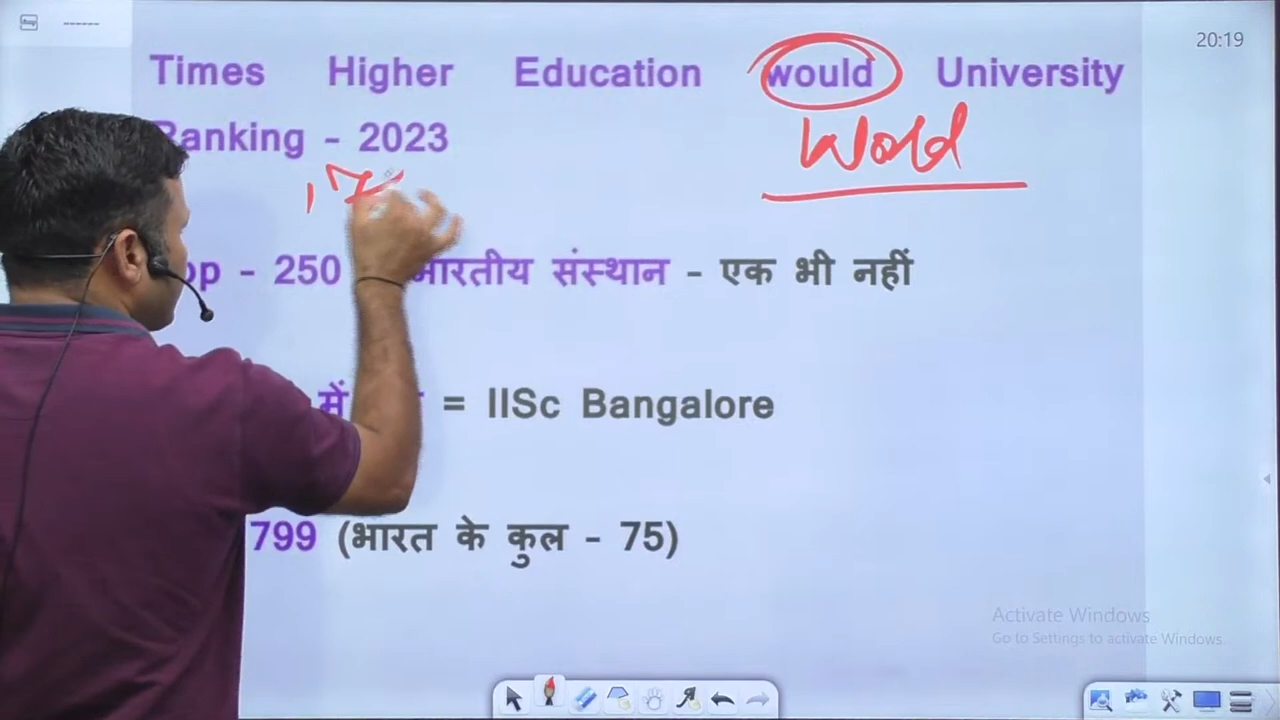 20:19
Times Higher Education would University
Ranking - 2023
World
17
- 250 भारतीय संस्थान - एक भी नहीं
में = IISc Bangalore
799 (भारत के कुल - 75)
Activate Windows
Go to Settings to activate Windows.